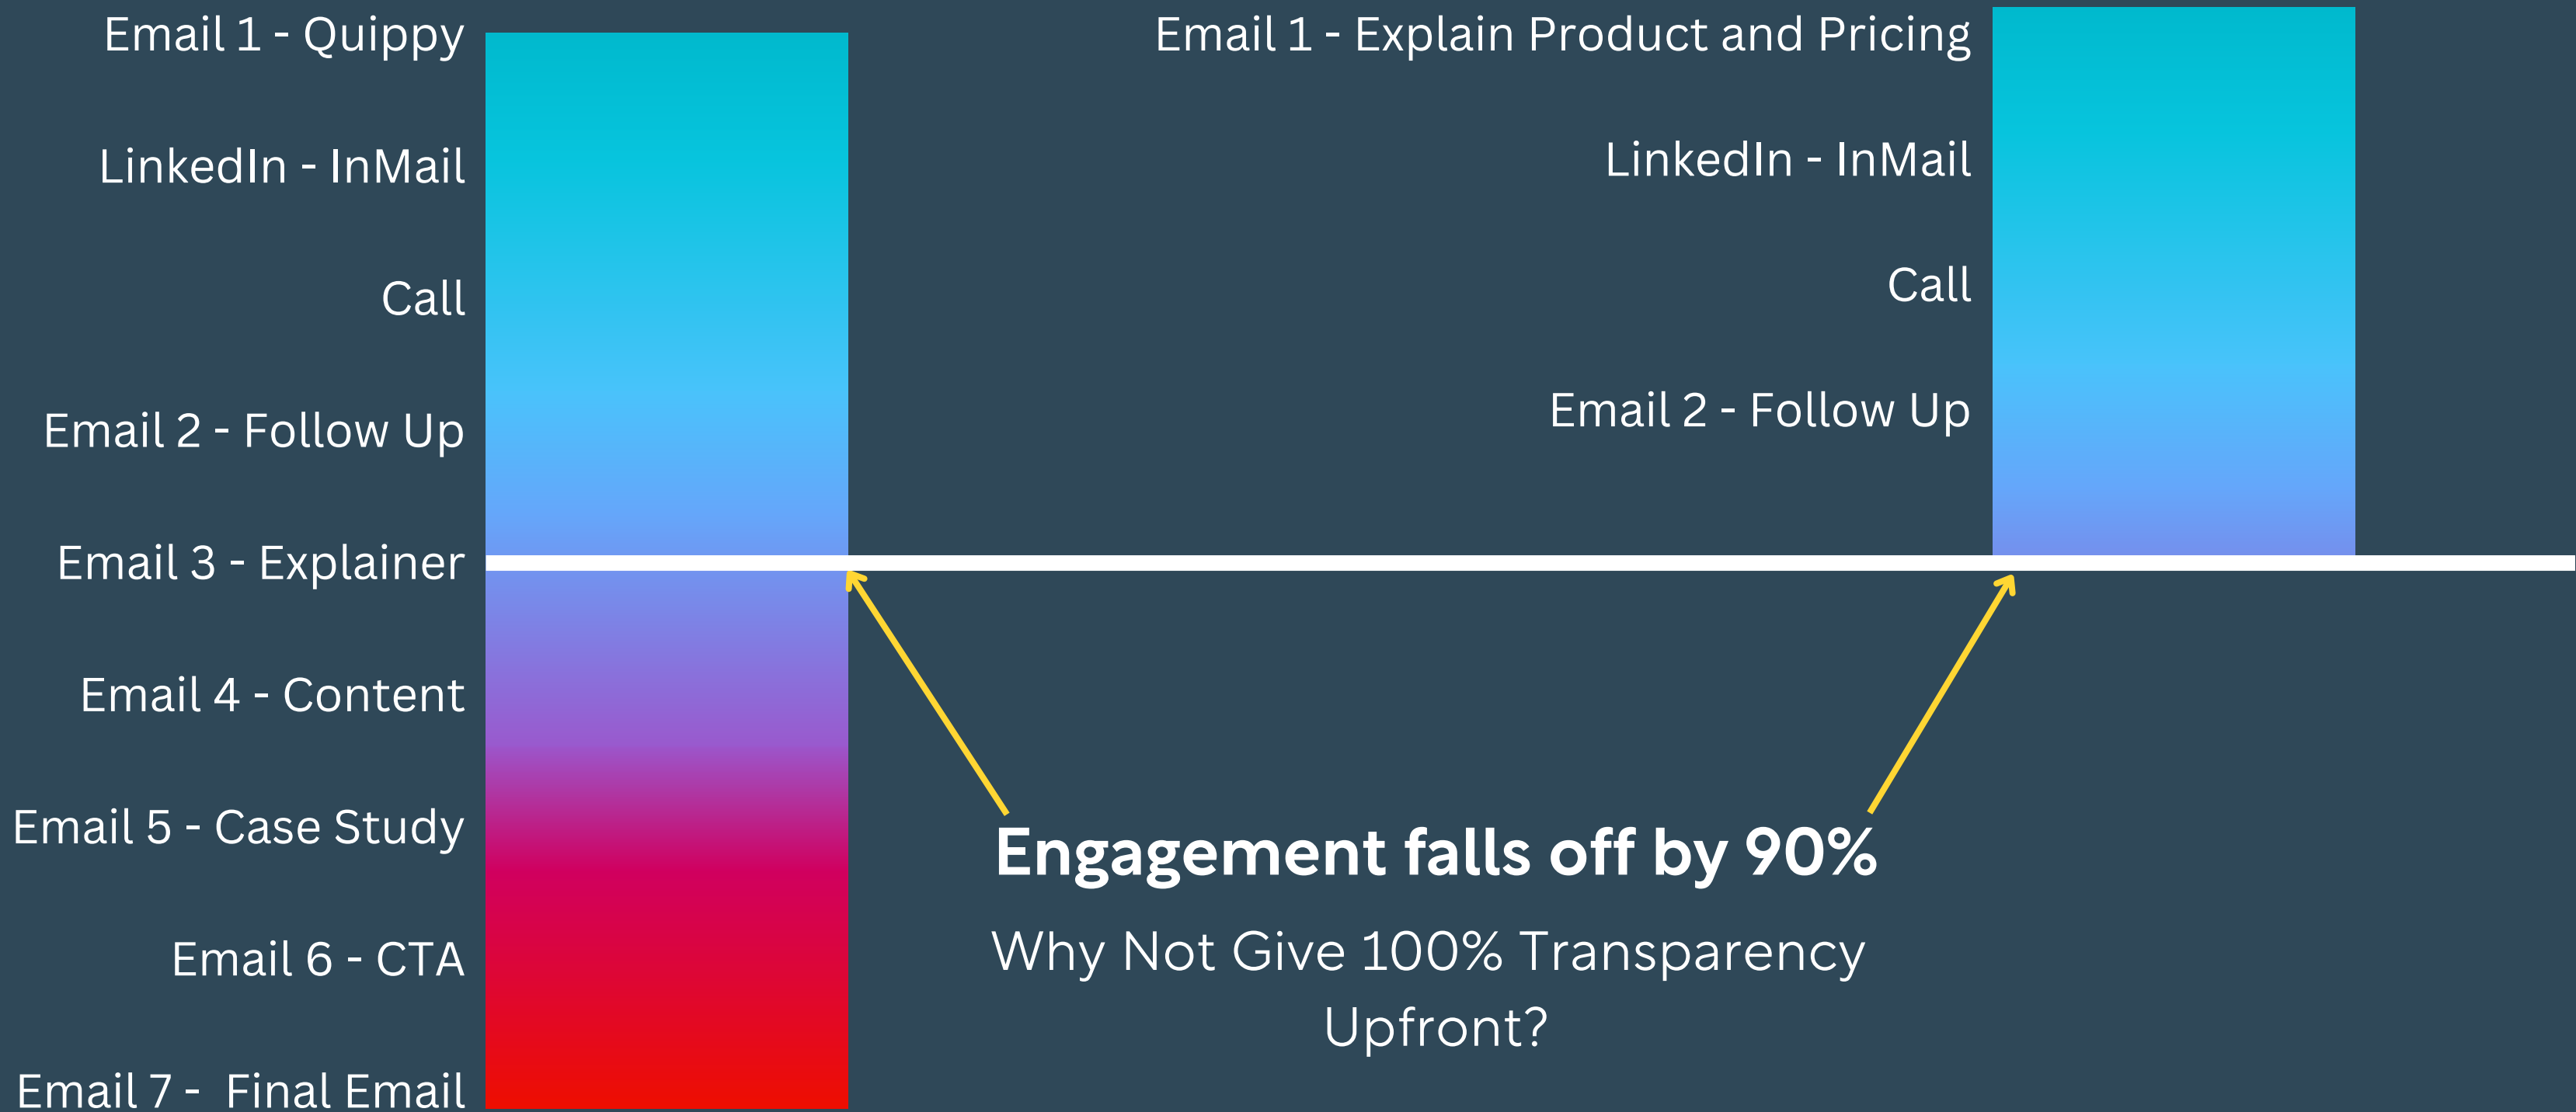 Email 1 - Quippy
LinkedIn - InMail
Call
Email 2 - Follow Up
Email 3 - Explainer
Email 4 - Content
Email 5 - Case Study
Email 6 - CTA
Email 7 - Final Email
Email 1 - Explain Product and Pricing
LinkedIn - InMail
Call
Email 2 - Follow Up
Engagement falls off by 90%
Why Not Give 100% Transparency
Upfront?